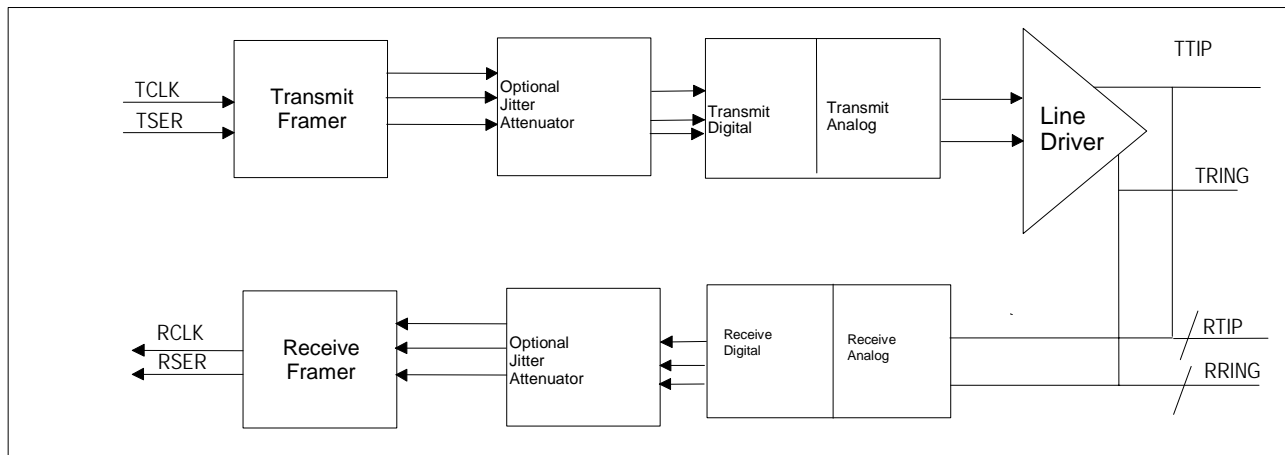 TTIP
TCLK
TSER
Transmit
Framer
Optional
Jitter
Attenuator
Transmit
Digital
Transmit
Analog
Line
Driver
TRING
RCLK
RSER
Receive
Framer
Optional
Jitter
Attenuator
Receive
Digital
Receive
Analog
RTIP
RRING